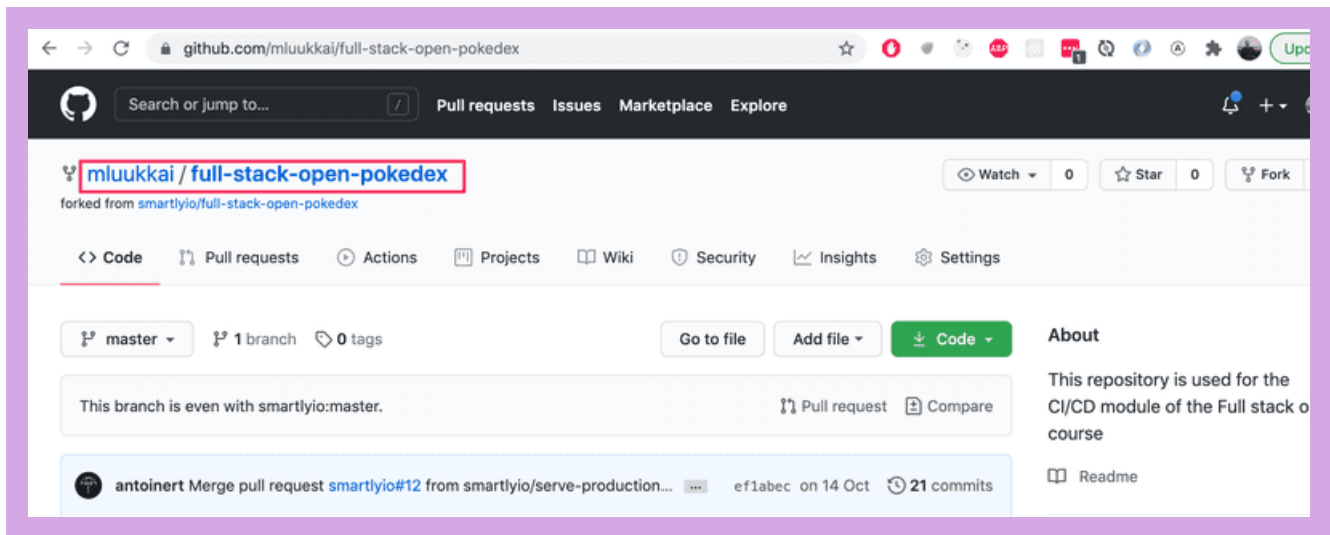 github.com/mluukkai/full-stack-open-pokedex ABP 1 Upd
Search or jump to... / Pull requests Issues Marketplace Explore
mluukkai / full-stack-open-pokedex Watch 0 Star 0 Fork
forked from smartlyio/full-stack-open-pokedex
Code Pull requests Actions Projects Wiki Security Insights Settings
master 1 branch 0 tags Go to file Add file Code About
This repository is used for the
This branch is even with smartlyio:master. Pull request Compare CI/CD module of the Full stack o
course
antoinert Merge pull request smartlyio#12 from smartlyio/serve-production... ... ef1abec on 14 Oct 21 commits Readme